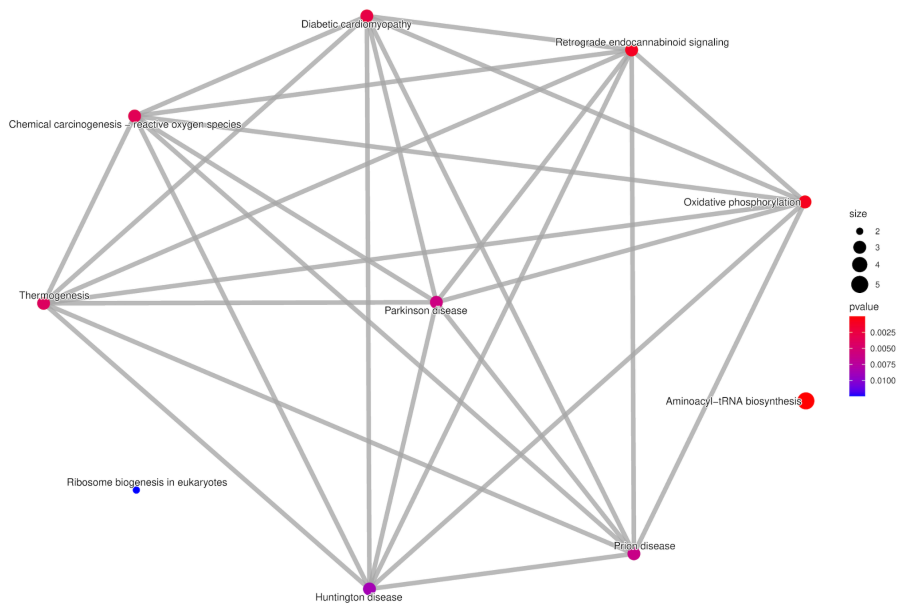 Diabetic cardiomyopathy
Retrograde endocannabinoid signaling
Chemical carcinogenesis − reactive oxygen species
Oxidative phosphorylation
Thermogenesis
Parkinson disease
Aminoacyl−tRNA biosynthesis
Ribosome biogenesis in eukaryotes
Prion disease
Huntington disease
size
2
3
4
5
pvalue
0.0025
0.0050
0.0075
0.0100